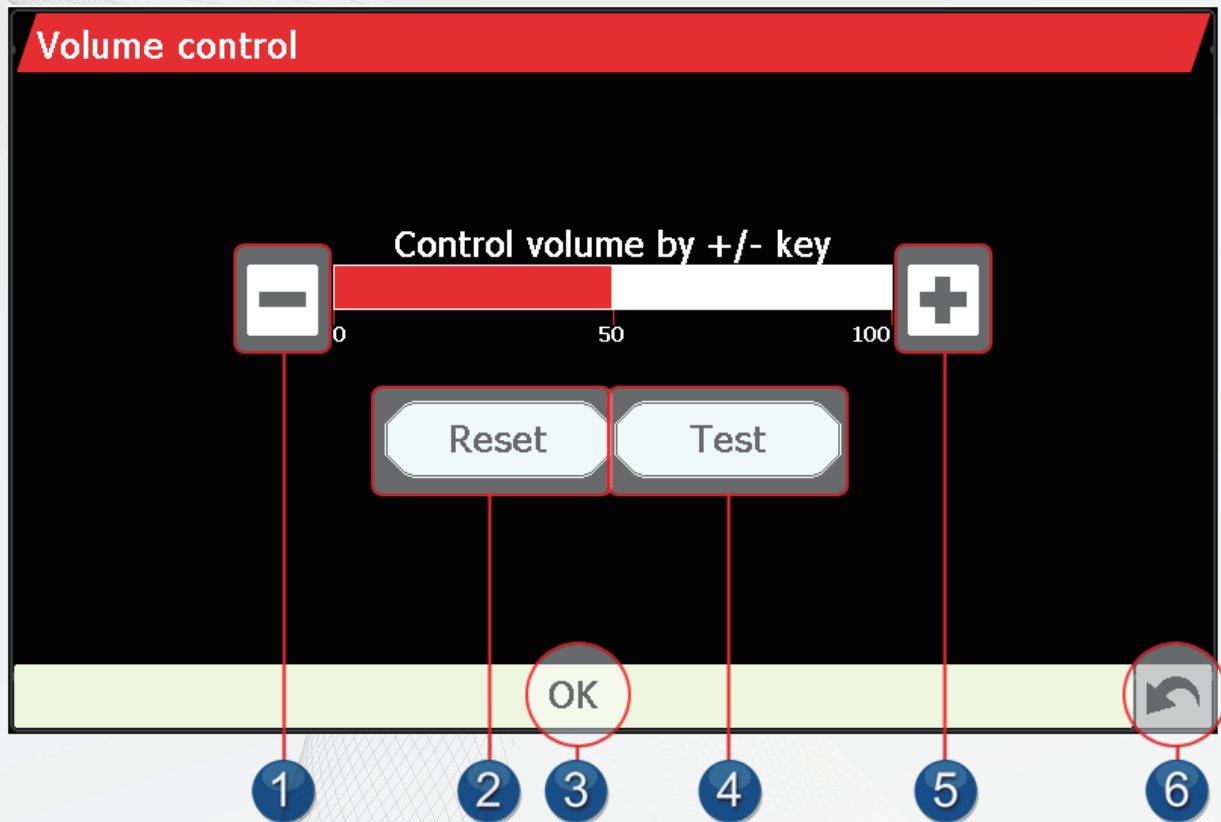 Volume control
Control volume by +/- key
0 50 100
Reset Test
OK
1 2 3 4 5 6